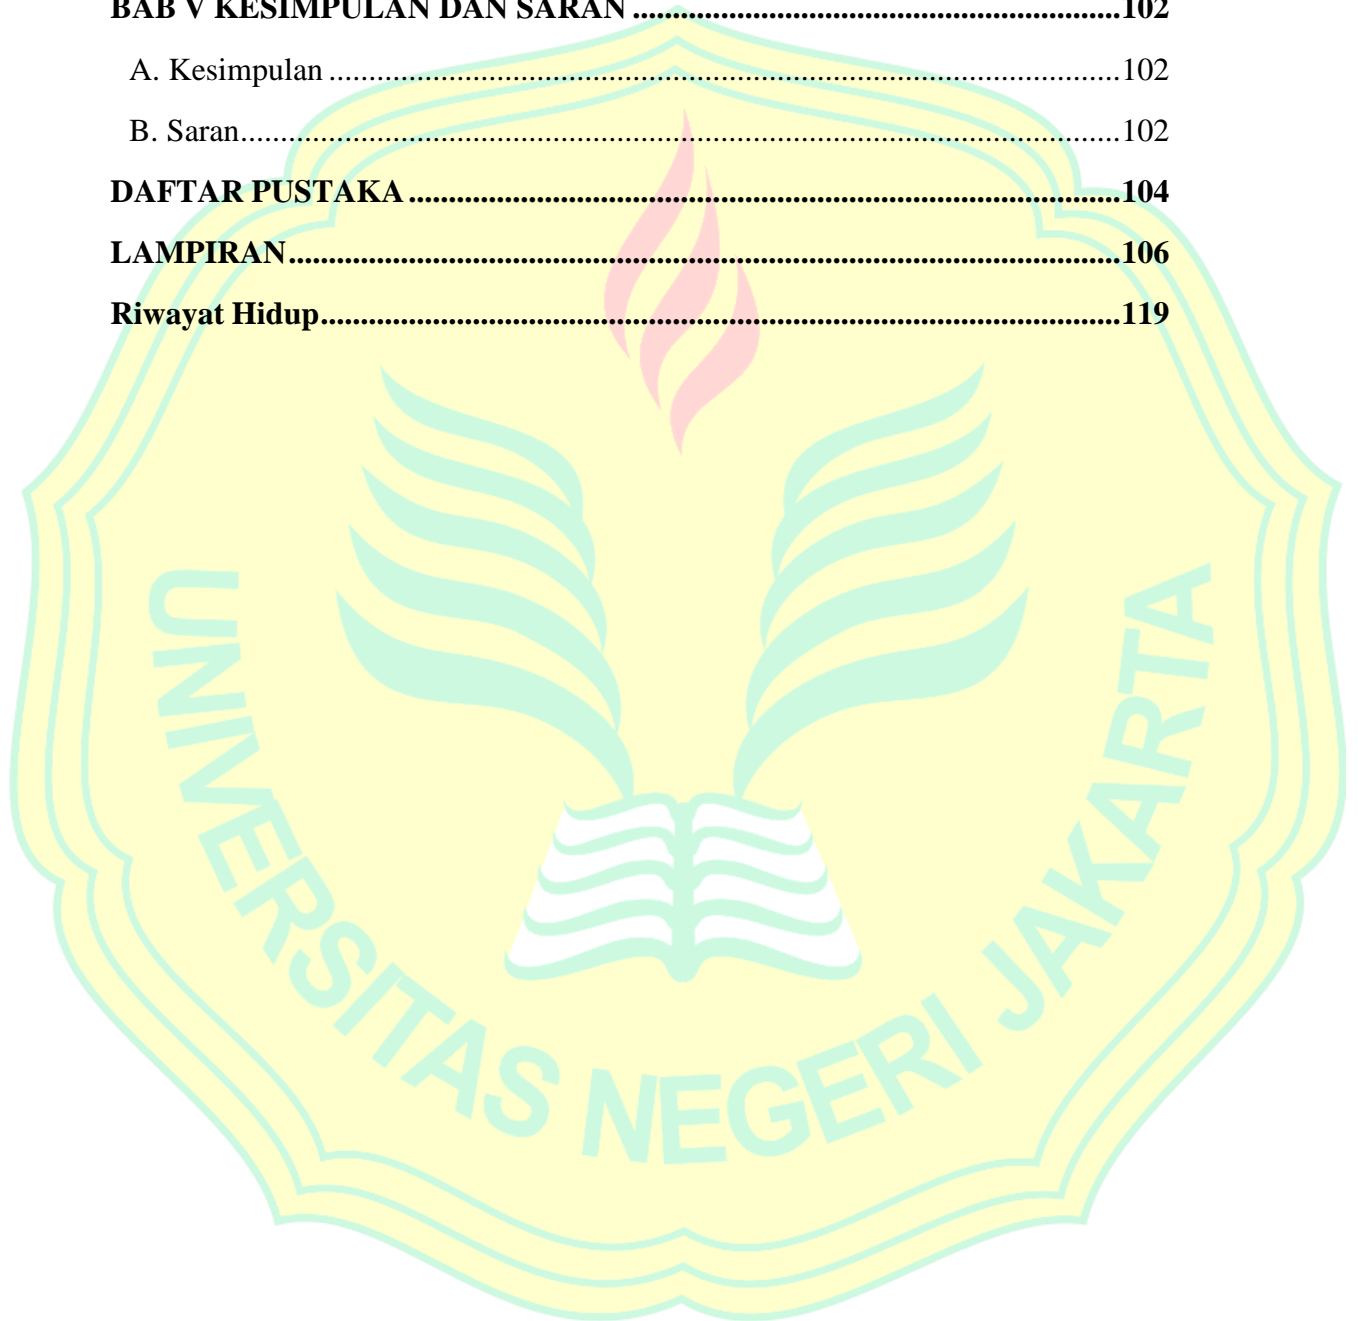 BAB V KESIMPULAN DAN SARAN ............................................................102
A. Kesimpulan ...................................................................................................102
B. Saran..............................................................................................................102
DAFTAR PUSTAKA .........................................................................................104
LAMPIRAN........................................................................................................106
Riwayat Hidup....................................................................................................119
UNIVERSITAS NEGERI JAKARTA